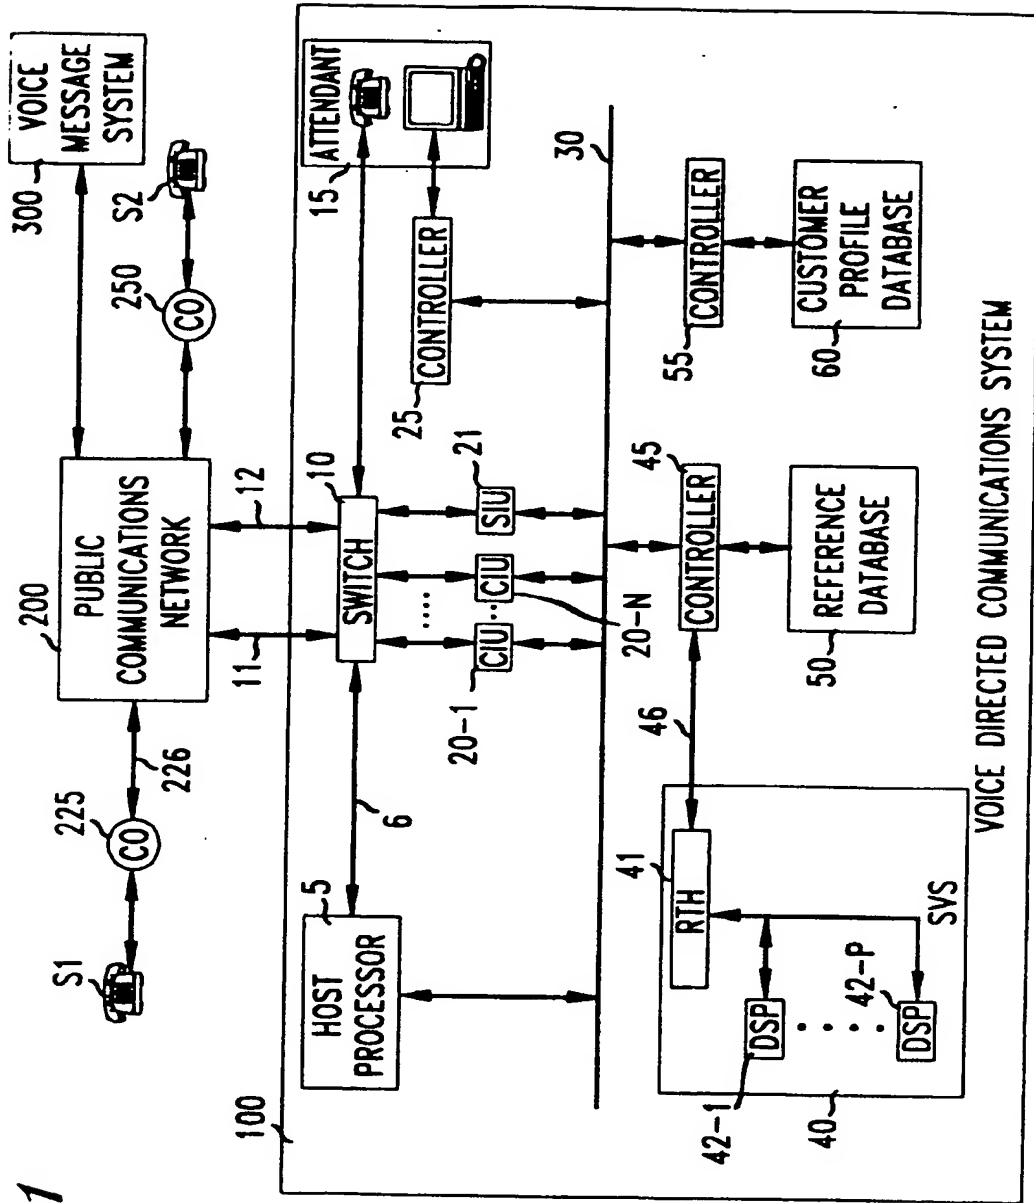 1
S1
225
CO
226
200
PUBLIC
COMMUNICATIONS
NETWORK
250
CO
S2
300
VOICE
MESSAGE
SYSTEM
11
12
100
5
HOST
PROCESSOR
6
10
SWITCH
15
ATTENDANT
25
CONTROLLER
CIU
20-1
CIU
20-N
SIU
21
30
40
SVS
41
RTH
42-1
DSP
42-P
DSP
46
45
CONTROLLER
50
REFERENCE
DATABASE
55
CONTROLLER
60
CUSTOMER
PROFILE
DATABASE
VOICE DIRECTED COMMUNICATIONS SYSTEM